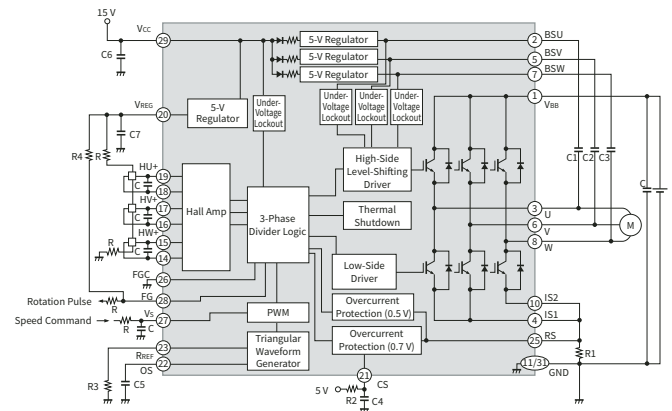 15 V
VCC
29
C6
5-V Regulator
2
BSU
5-V Regulator
5
BSV
5-V Regulator
7
BSW
1
VBB
VREG
20
5-V
Regulator
Under-
Voltage
Lockout
Under-
Voltage
Lockout
Under-
Voltage
Lockout
Under-
Voltage
Lockout
C7
R4
R
C1
C2
C3
C
HU+
19
C
18
HV+
17
C
16
HW+
15
R
C
14
Hall Amp
3-Phase
Divider Logic
High-Side
Level-Shifting
Driver
Thermal
Shutdown
Low-Side
Driver
3
U
6
V
8
W
M
FGC
26
FG
28
Rotation Pulse
R
Speed Command
R
VS
27
C
PWM
Overcurrent
Protection (0.5 V)
Overcurrent
Protection (0.7 V)
10
IS2
4
IS1
25
RS
R1
11/31
GND
23
RREF
22
OS
Triangular
Waveform
Generator
R3
C5
21
CS
5 V
R2
C4